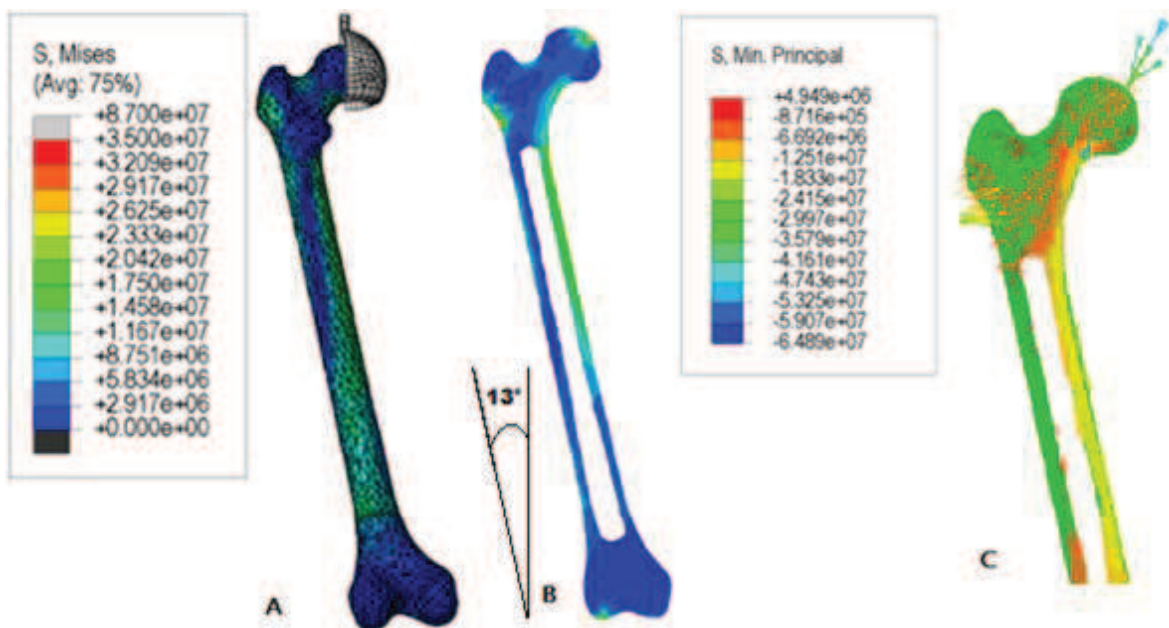 S, Mises
(Avg: 75%)
+8.700e+07
+3.500e+07
+3.209e+07
+2.917e+07
+2.625e+07
+2.333e+07
+2.042e+07
+1.750e+07
+1.458e+07
+1.167e+07
+8.751e+06
+5.834e+06
+2.917e+06
+0.000e+00
A
13°
B
S, Min. Principal
+4.949e+06
-8.716e+05
-6.692e+06
-1.251e+07
-1.833e+07
-2.415e+07
-2.997e+07
-3.579e+07
-4.161e+07
-4.743e+07
-5.325e+07
-5.907e+07
-6.489e+07
C